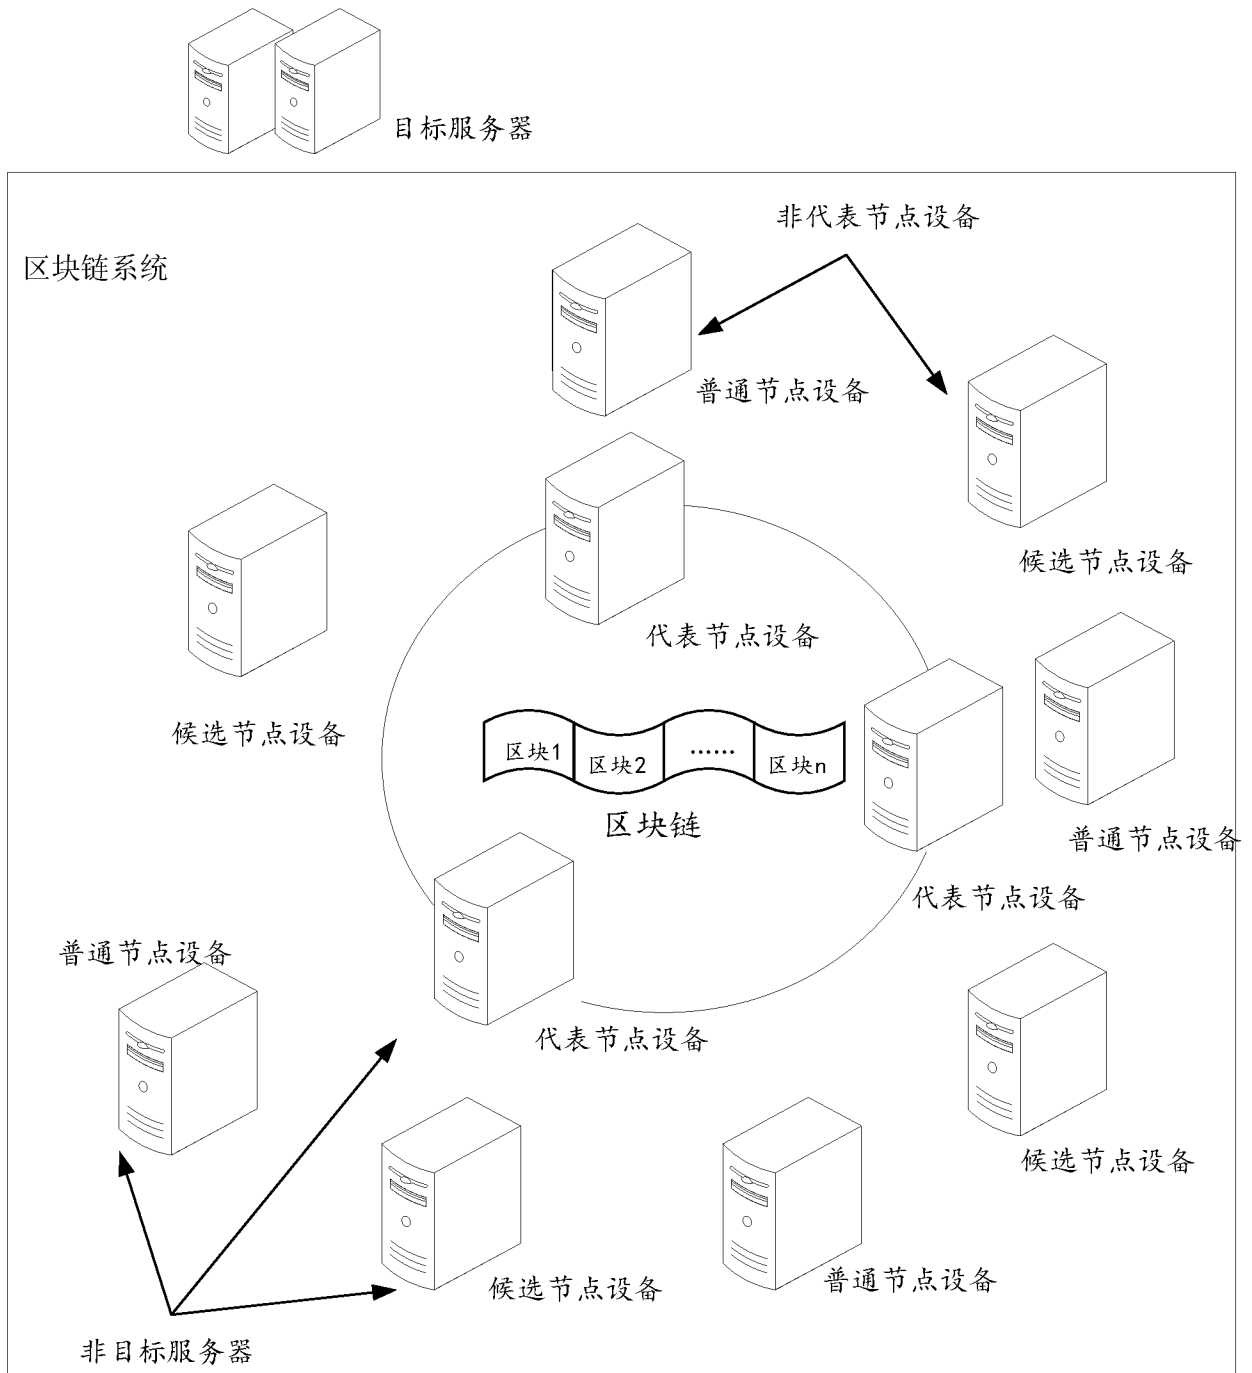 目标服务器
非代表节点设备
区块链系统
普通节点设备
候选节点设备
代表节点设备
候选节点设备
区块1
区块2
……
区块n
区块链
普通节点设备
代表节点设备
普通节点设备
代表节点设备
候选节点设备
候选节点设备
普通节点设备
非目标服务器